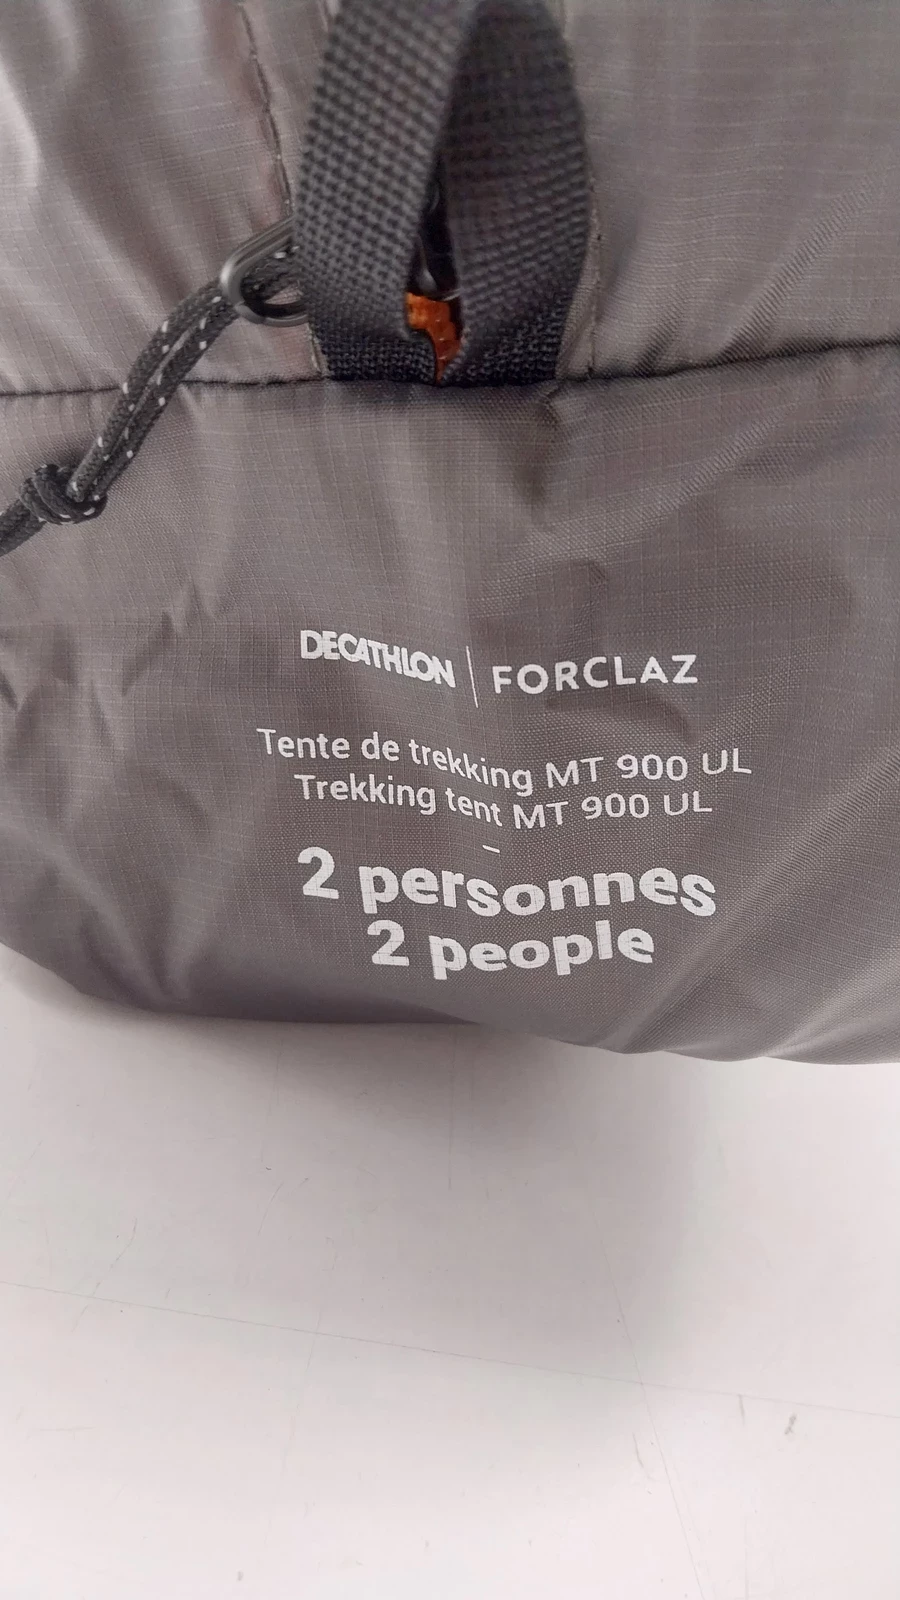 DECATHLON | FORCLAZ
Tente de trekking MT 900 UL
Trekking tent MT 900 UL
–
2 personnes
2 people